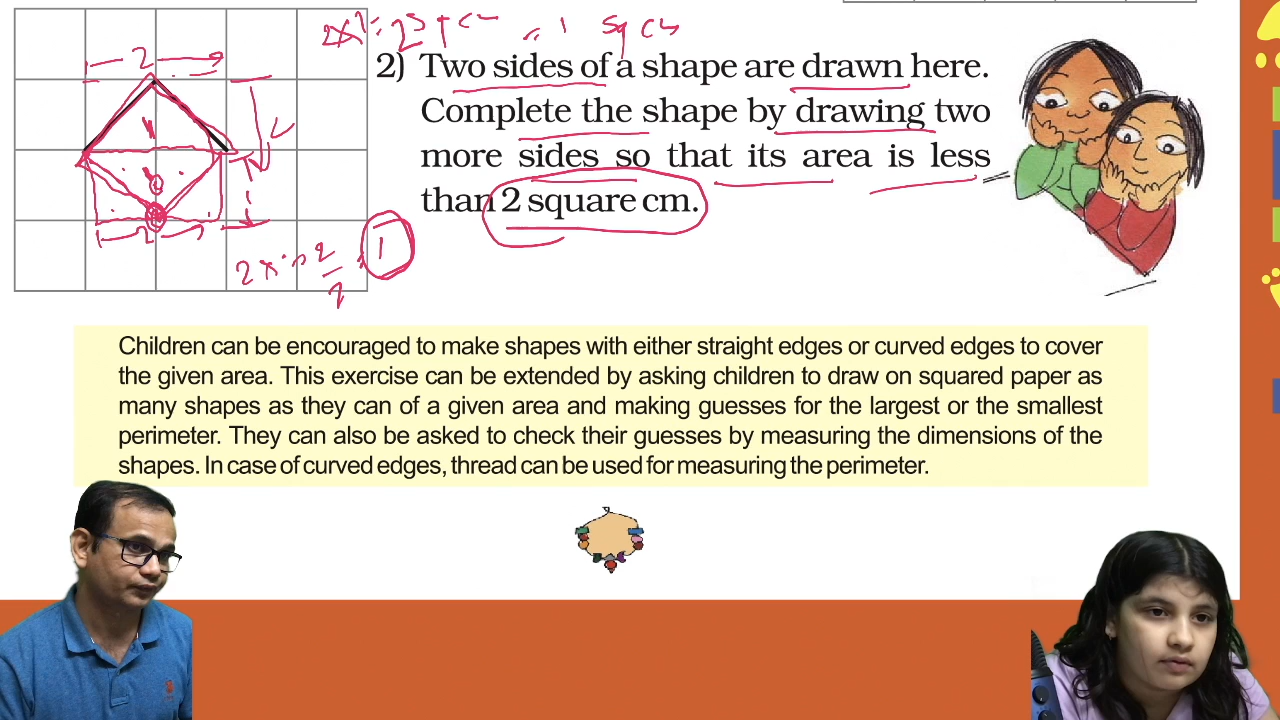 2
2) Two sides of a shape are drawn here.
Complete the shape by drawing two
more sides so that its area is less
than 2 square cm.
2
1
Children can be encouraged to make shapes with either straight edges or curved edges to cover
the given area. This exercise can be extended by asking children to draw on squared paper as
many shapes as they can of a given area and making guesses for the largest or the smallest
perimeter. They can also be asked to check their guesses by measuring the dimensions of the
shapes. In case of curved edges, thread can be used for measuring the perimeter.